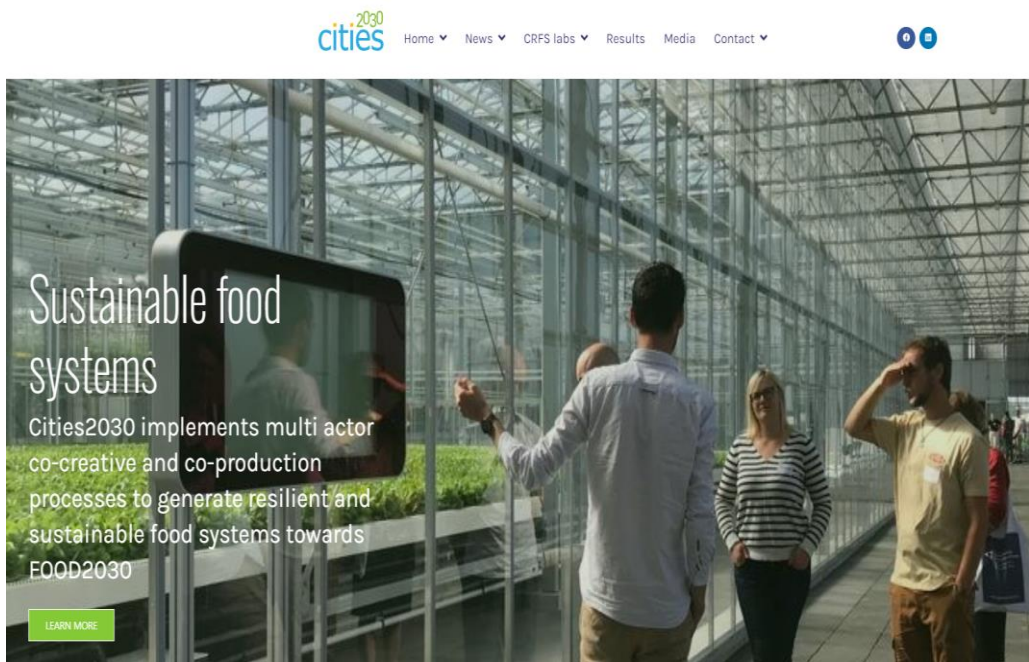 2030
cities
Home
News
CRFS labs
Results
Media
Contact
Sustainable food
systems
Cities2030 implements multi actor
co-creative and co-production
processes to generate resilient and
sustainable food systems towards
FOOD2030
LEARN MORE